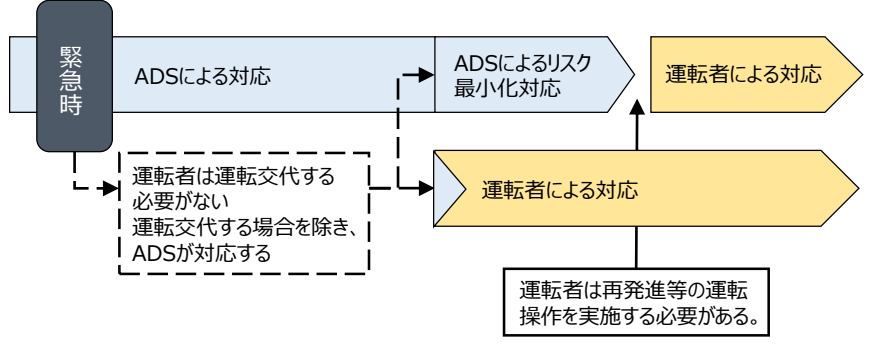 緊急時
ADSによる対応
ADSによるリスク
最小化対応
運転者による対応
運転者は運転交代する
必要がない
運転交代する場合を除き、
ADSが対応する
運転者による対応
運転者は再発進等の運転
操作を実施する必要がある。